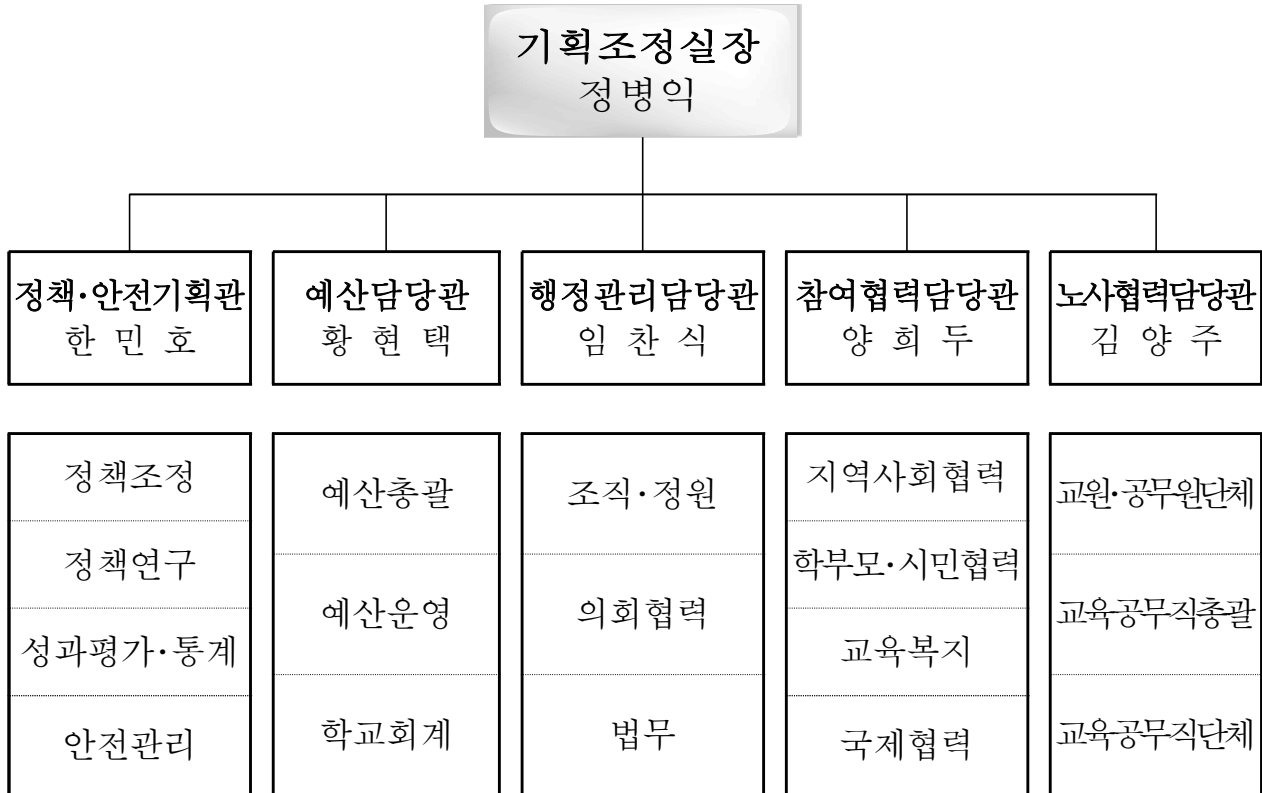 기획조정실장
정병익
정책·안전기획관
한 민 호
예산담당관
황 현 택
행정관리담당관
임 찬 식
참여협력담당관
양 희 두
노사협력담당관
김 양 주
정책조정
정책연구
성과평가·통계
안전관리
예산총괄
예산운영
학교회계
조직·정원
의회협력
법무
지역사회협력
학부모·시민협력
교육복지
국제협력
교원·공무원단체
교육공무직총괄
교육공무직단체